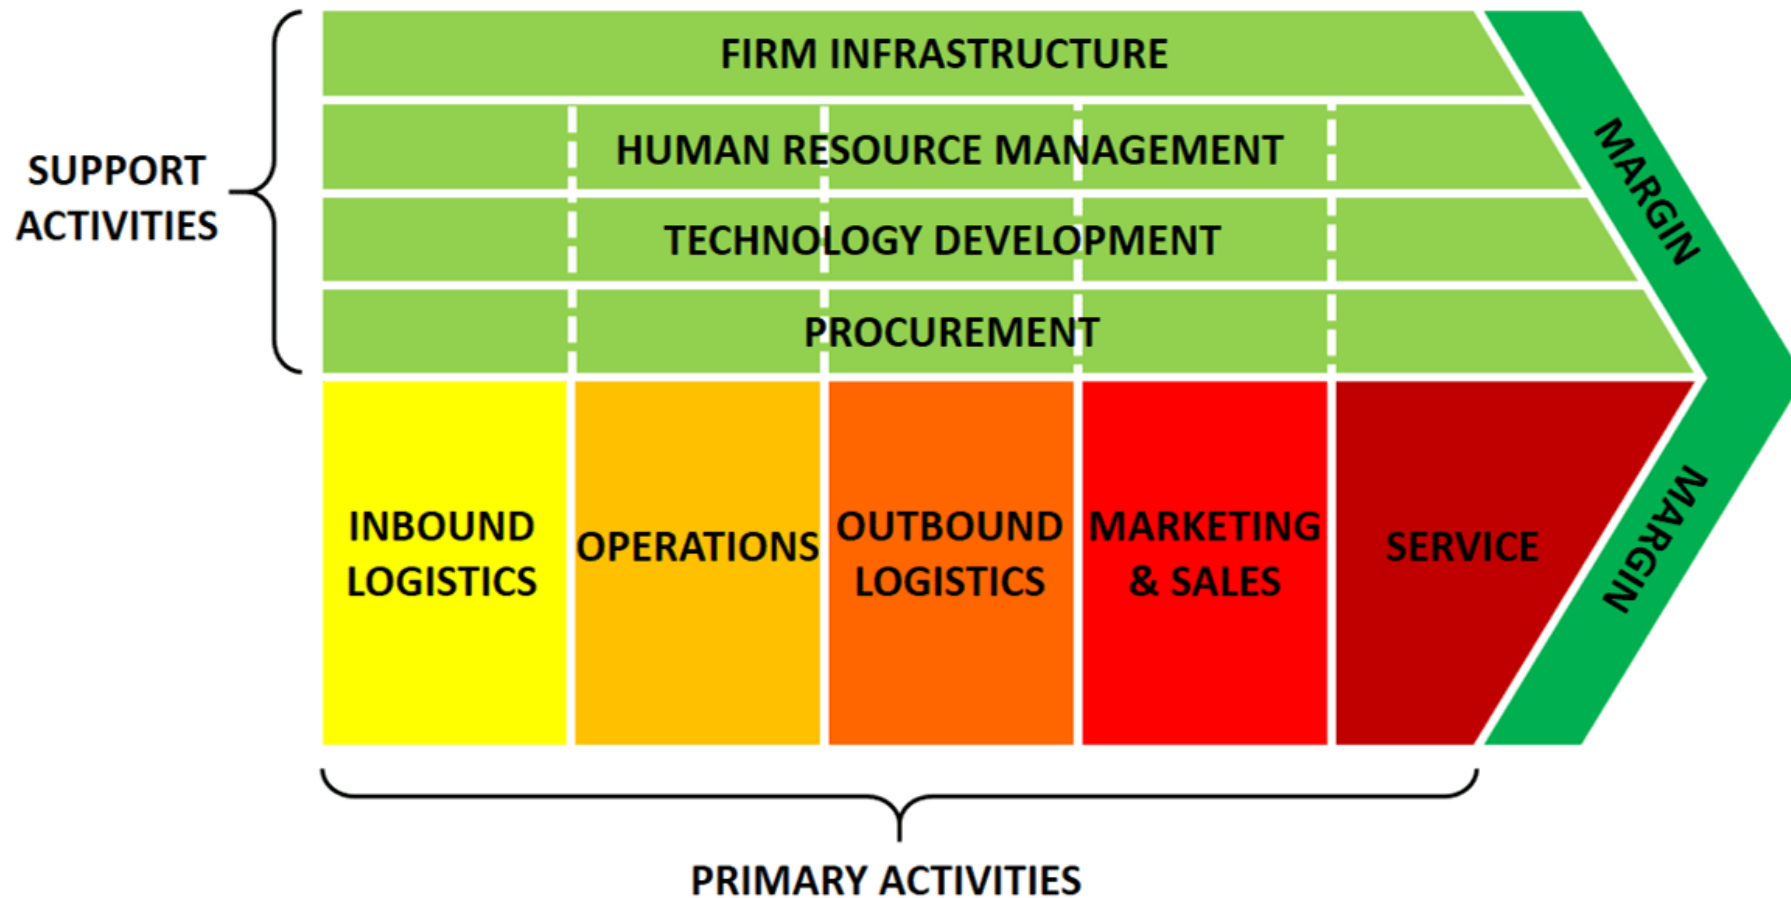 FIRM INFRASTRUCTURE
SUPPORT
ACTIVITIES
HUMAN RESOURCE MANAGEMENT
TECHNOLOGY DEVELOPMENT
PROCUREMENT
MARGIN
INBOUND
LOGISTICS
OPERATIONS
OUTBOUND
LOGISTICS
MARKETING
& SALES
SERVICE
MARGIN
PRIMARY ACTIVITIES